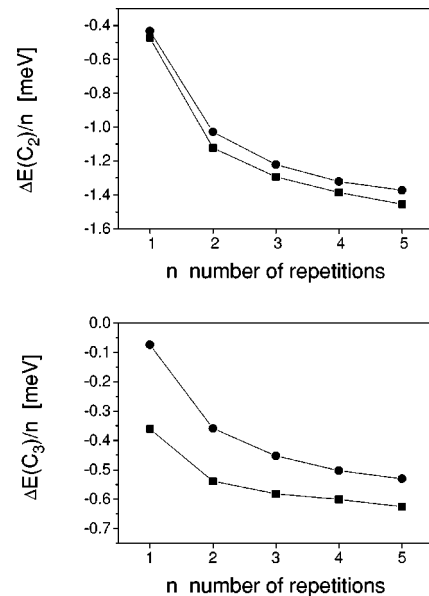 -0.4
-0.6
-0.8
-1.0
-1.2
-1.4
-1.6
ΔE(C₂)/n [meV]
1 2 3 4 5
n number of repetitions
0.0
-0.1
-0.2
-0.3
-0.4
-0.5
-0.6
-0.7
ΔE(C₃)/n [meV]
1 2 3 4 5
n number of repetitions